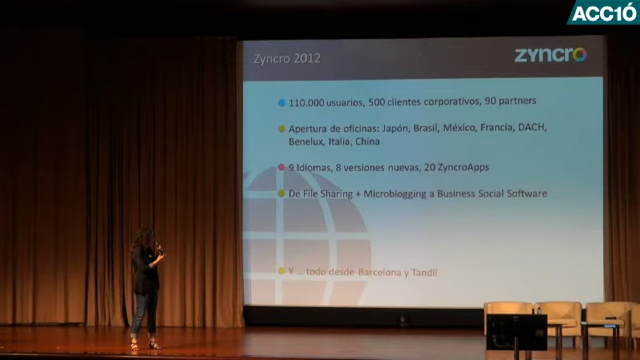 ACC1Ó
Zyncro 2012
zyncro
110.000 usuarios, 500 clientes corporativos, 90 partners
Apertura de oficinas: Japón, Brasil, México, Francia, DACH,
Benelux, Italia, China
9 Idiomas, 8 versiones nuevas, 20 ZyncroApps
De File Sharing + Microblogging a Business Social Software
Y ... todo desde Barcelona y Tandil